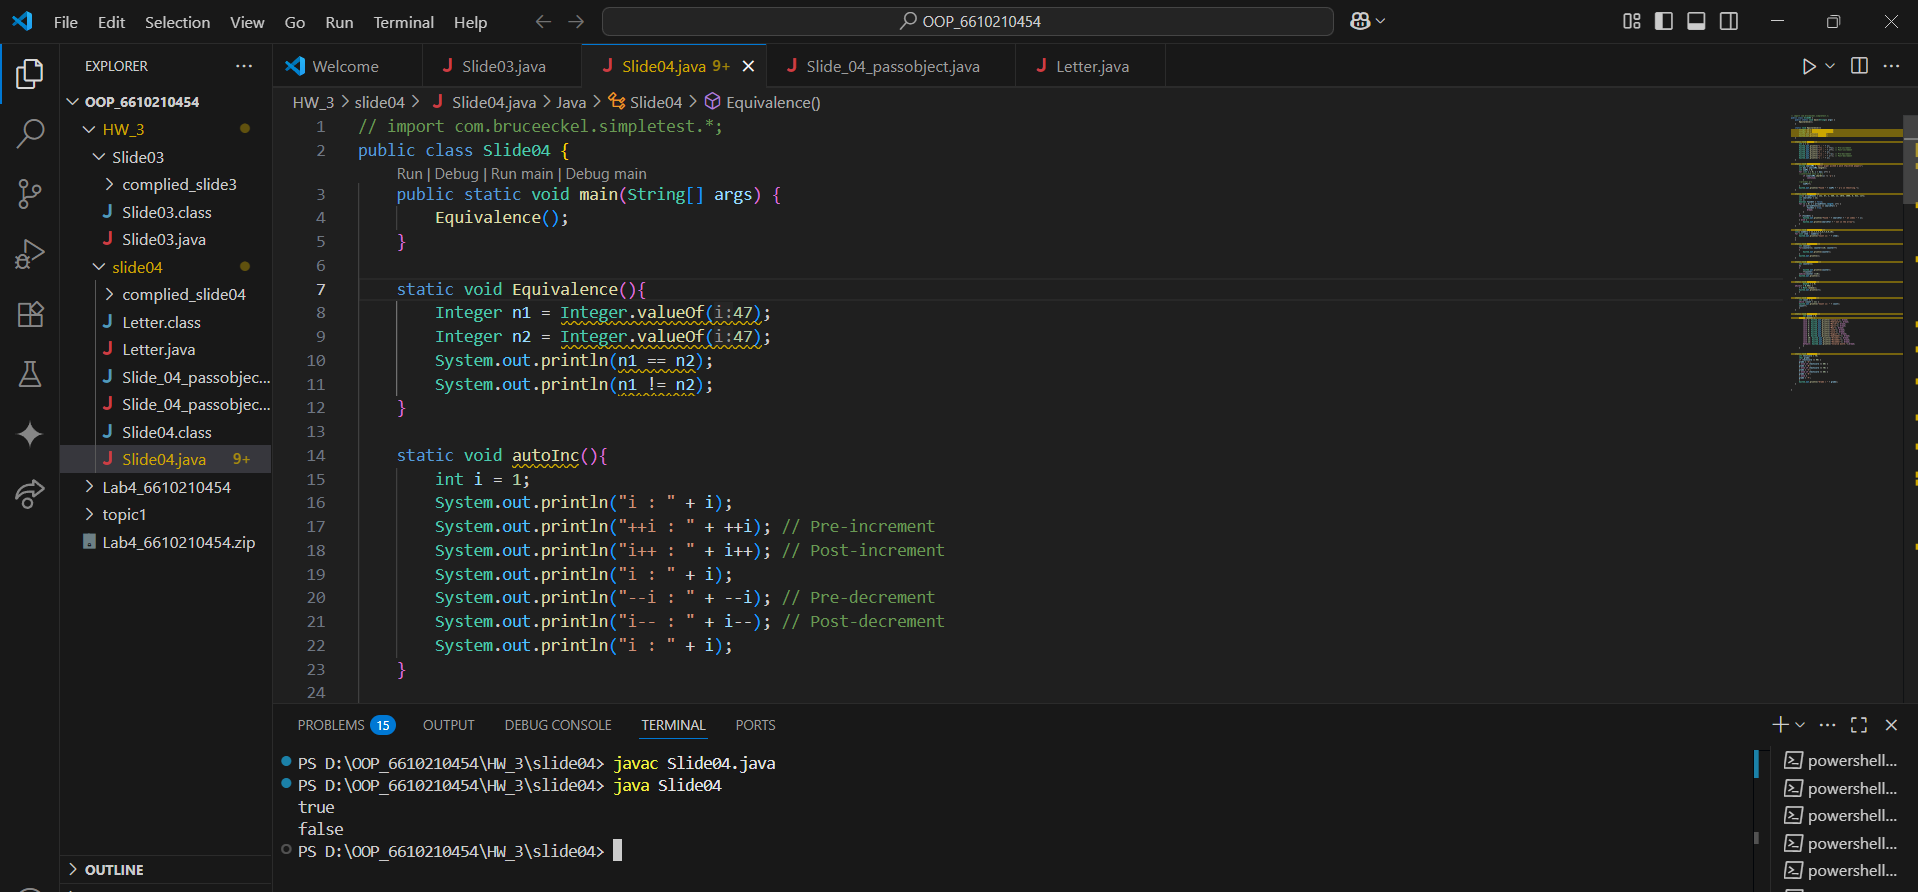 File Edit Selection View Go Run Terminal Help
OOP_6610210454
EXPLORER
OOP_6610210454
HW_3
Slide03
complied_slide3
Slide03.class
Slide03.java
slide04
complied_slide04
Letter.class
Letter.java
Slide_04_passobjec...
Slide_04_passobjec...
Slide04.class
Slide04.java 9+
Lab4_6610210454
topic1
Lab4_6610210454.zip
OUTLINE
Welcome
Slide03.java
Slide04.java 9+
Slide_04_passobject.java
Letter.java
HW_3 > slide04 > Slide04.java > Java > Slide04 > Equivalence()
1 // import com.bruceeckel.simpletest.*;
2 public class Slide04 {
Run | Debug | Run main | Debug main
3 public static void main(String[] args) {
4 Equivalence();
5 }
6
7 static void Equivalence(){
8 Integer n1 = Integer.valueOf(i:47);
9 Integer n2 = Integer.valueOf(i:47);
10 System.out.println(n1 == n2);
11 System.out.println(n1 != n2);
12 }
13
14 static void autoInc(){
15 int i = 1;
16 System.out.println("i : " + i);
17 System.out.println("++i : " + ++i); // Pre-increment
18 System.out.println("i++ : " + i++); // Post-increment
19 System.out.println("i : " + i);
20 System.out.println("--i : " + --i); // Pre-decrement
21 System.out.println("i-- : " + i--); // Post-decrement
22 System.out.println("i : " + i);
23 }
24
PROBLEMS 15 OUTPUT DEBUG CONSOLE TERMINAL PORTS
PS D:\OOP_6610210454\HW_3\slide04> javac Slide04.java
PS D:\OOP_6610210454\HW_3\slide04> java Slide04
true
false
PS D:\OOP_6610210454\HW_3\slide04>
powershell...
powershell...
powershell...
powershell...
powershell...